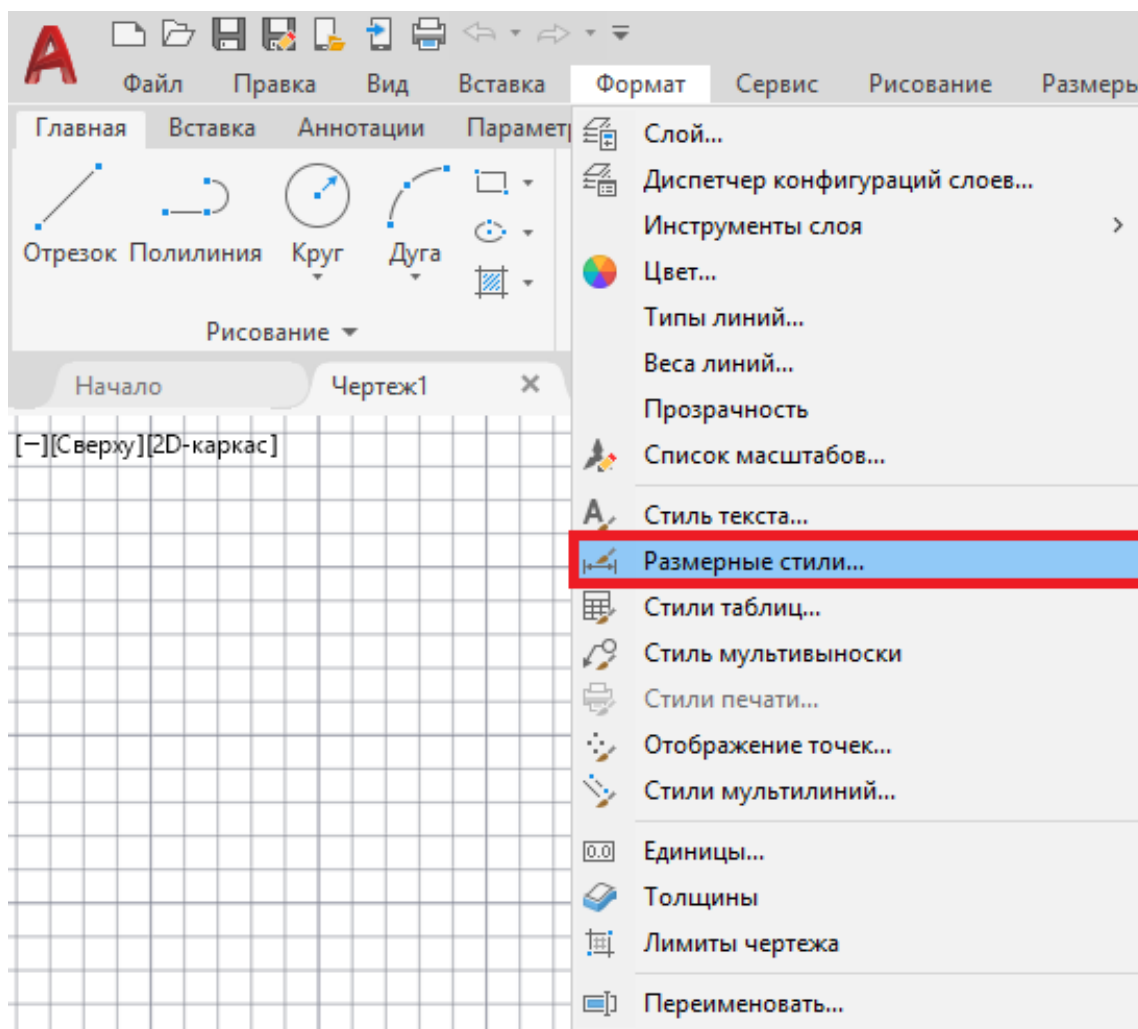 Файл Правка Вид Вставка Формат Сервис Рисование Размеры
Главная Вставка Аннотации Парамет
Отрезок Полилиния Круг Дуга
Рисование
Начало Чертеж1
[−][Сверху][2D-каркас]
Слой...
Диспетчер конфигураций слоев...
Инструменты слоя
Цвет...
Типы линий...
Веса линий...
Прозрачность
Список масштабов...
Стиль текста...
Размерные стили...
Стили таблиц...
Стиль мультивыноски
Стили печати...
Отображение точек...
Стили мультилиний...
0.0 Единицы...
Толщины
Лимиты чертежа
Переименовать...